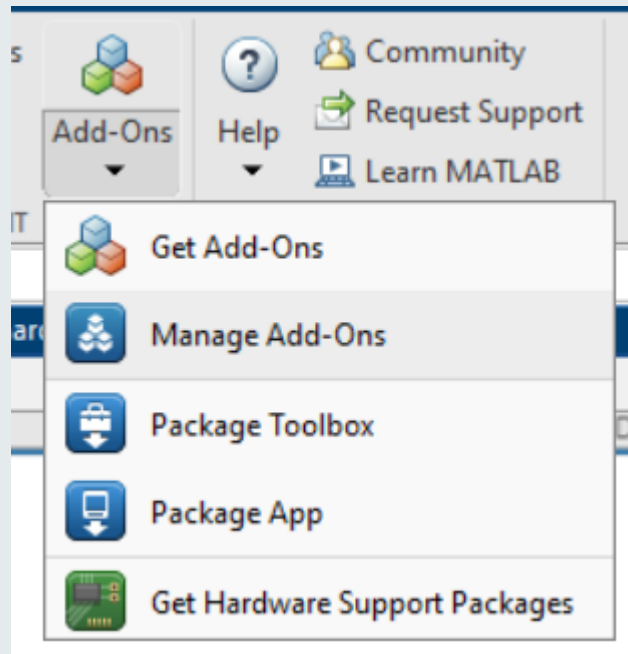 s
Add-Ons
Help
Community
Request Support
Learn MATLAB
IT
Get Add-Ons
Manage Add-Ons
Package Toolbox
Package App
Get Hardware Support Packages